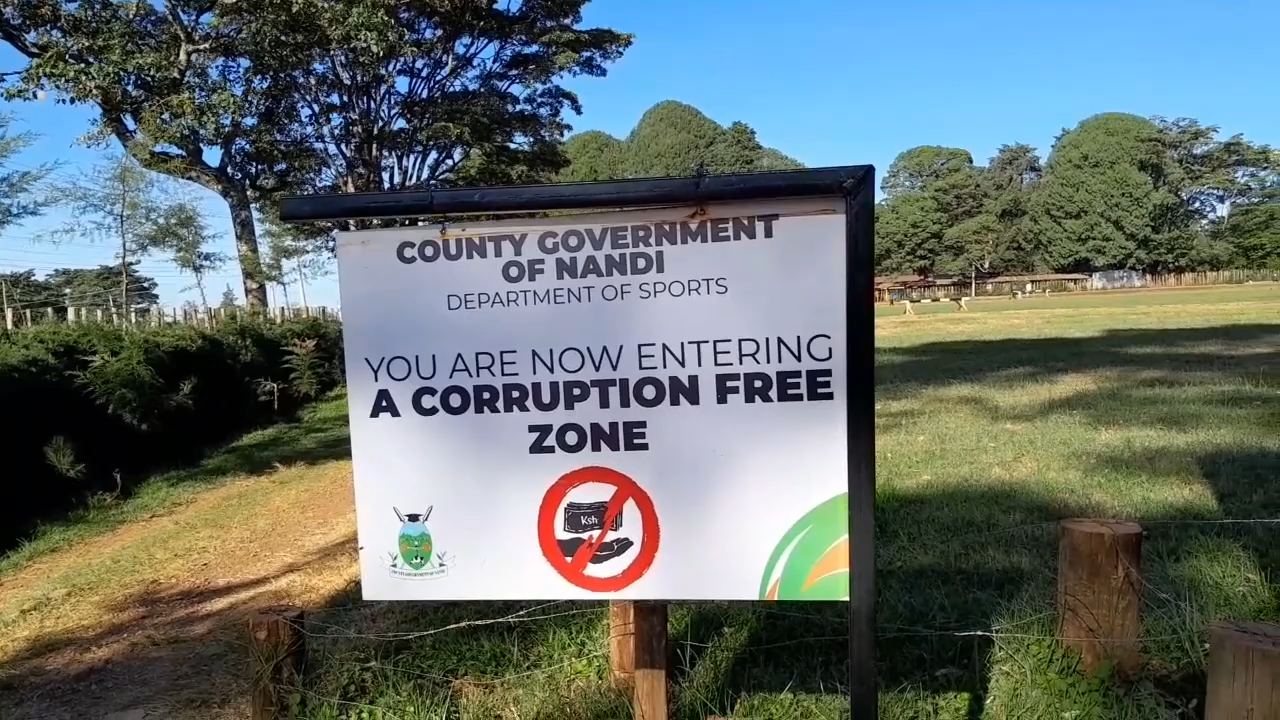 COUNTY GOVERNMENT
OF NANDI
DEPARTMENT OF SPORTS
YOU ARE NOW ENTERING
A CORRUPTION FREE
ZONE
Ksh